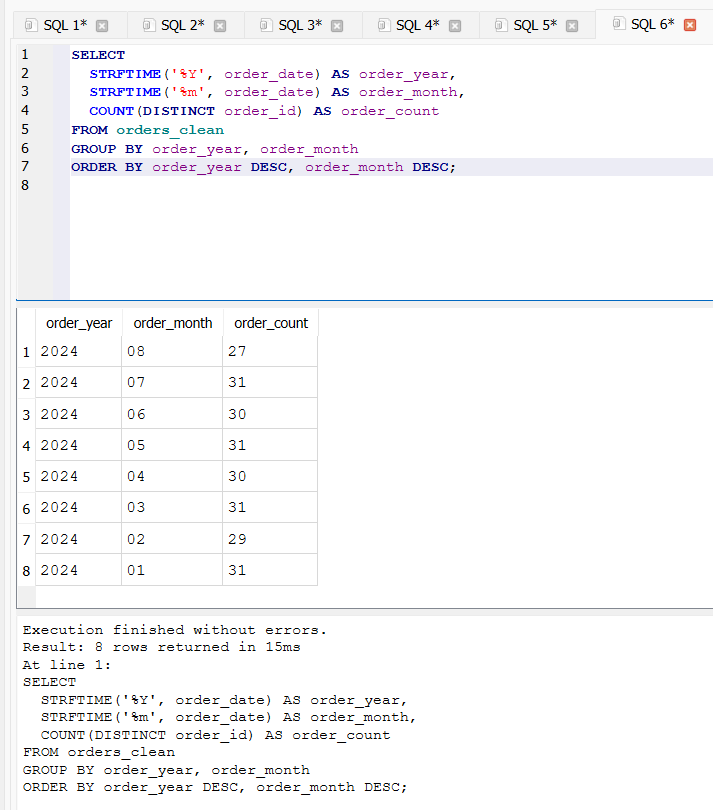 SQL 1* SQL 2* SQL 3* SQL 4* SQL 5* SQL 6*
1 SELECT
2 STRFTIME('%Y', order_date) AS order_year,
3 STRFTIME('%m', order_date) AS order_month,
4 COUNT(DISTINCT order_id) AS order_count
5 FROM orders_clean
6 GROUP BY order_year, order_month
7 ORDER BY order_year DESC, order_month DESC;
8
order_year order_month order_count
1 2024 08 27
2 2024 07 31
3 2024 06 30
4 2024 05 31
5 2024 04 30
6 2024 03 31
7 2024 02 29
8 2024 01 31
Execution finished without errors.
Result: 8 rows returned in 15ms
At line 1:
SELECT
STRFTIME('%Y', order_date) AS order_year,
STRFTIME('%m', order_date) AS order_month,
COUNT(DISTINCT order_id) AS order_count
FROM orders_clean
GROUP BY order_year, order_month
ORDER BY order_year DESC, order_month DESC;